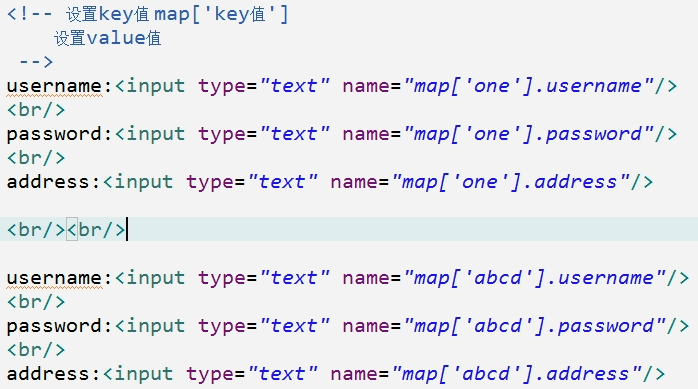 <!-- 设置key值 map['key值']
设置value值
-->
username:<input type="text" name="map['one'].username"/>
<br/>
password:<input type="text" name="map['one'].password"/>
<br/>
address:<input type="text" name="map['one'].address"/>
<br/><br/>
username:<input type="text" name="map['abcd'].username"/>
<br/>
password:<input type="text" name="map['abcd'].password"/>
<br/>
address:<input type="text" name="map['abcd'].address"/>